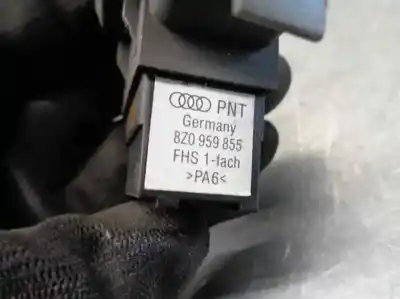 PNT
Germany
8Z0 959 855
FHS 1-fach
>PA6<